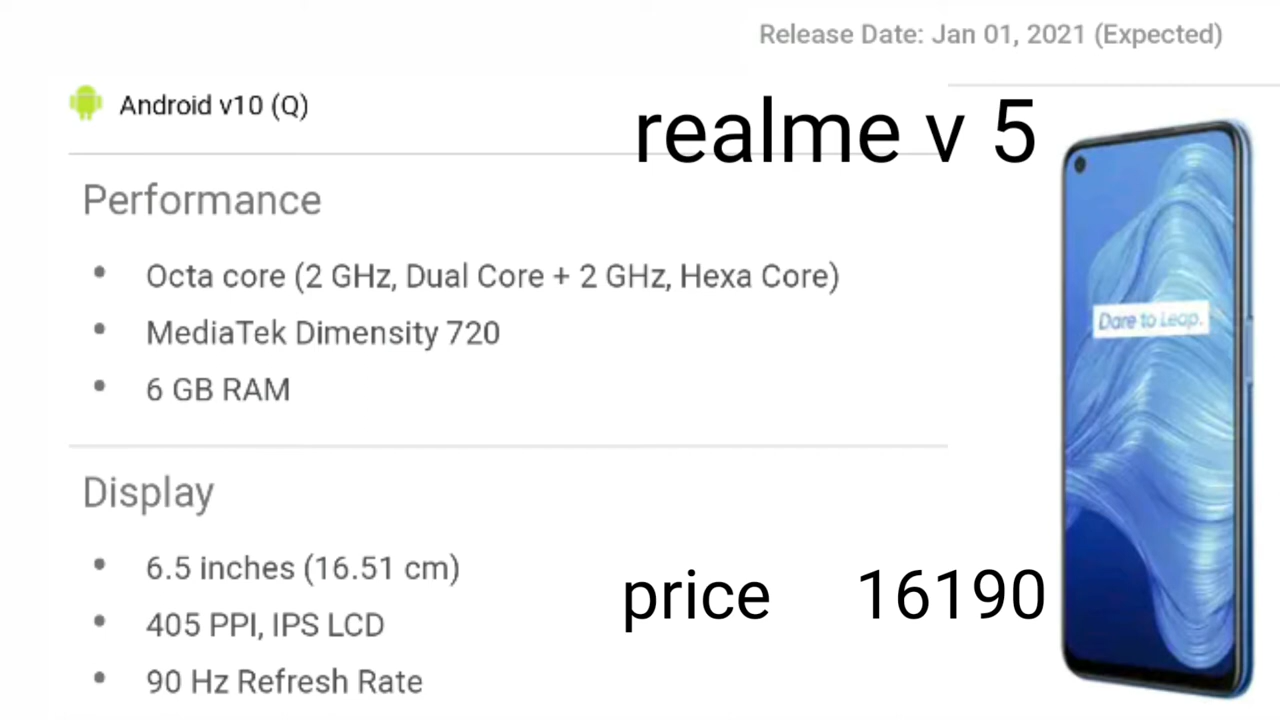 Release Date: Jan 01, 2021 (Expected)
Android v10 (Q)
realme v 5
Performance
• Octa core (2 GHz, Dual Core + 2 GHz, Hexa Core)
• MediaTek Dimensity 720
• 6 GB RAM
Dare to Leap.
Display
• 6.5 inches (16.51 cm)
• 405 PPI, IPS LCD
• 90 Hz Refresh Rate
price 16190